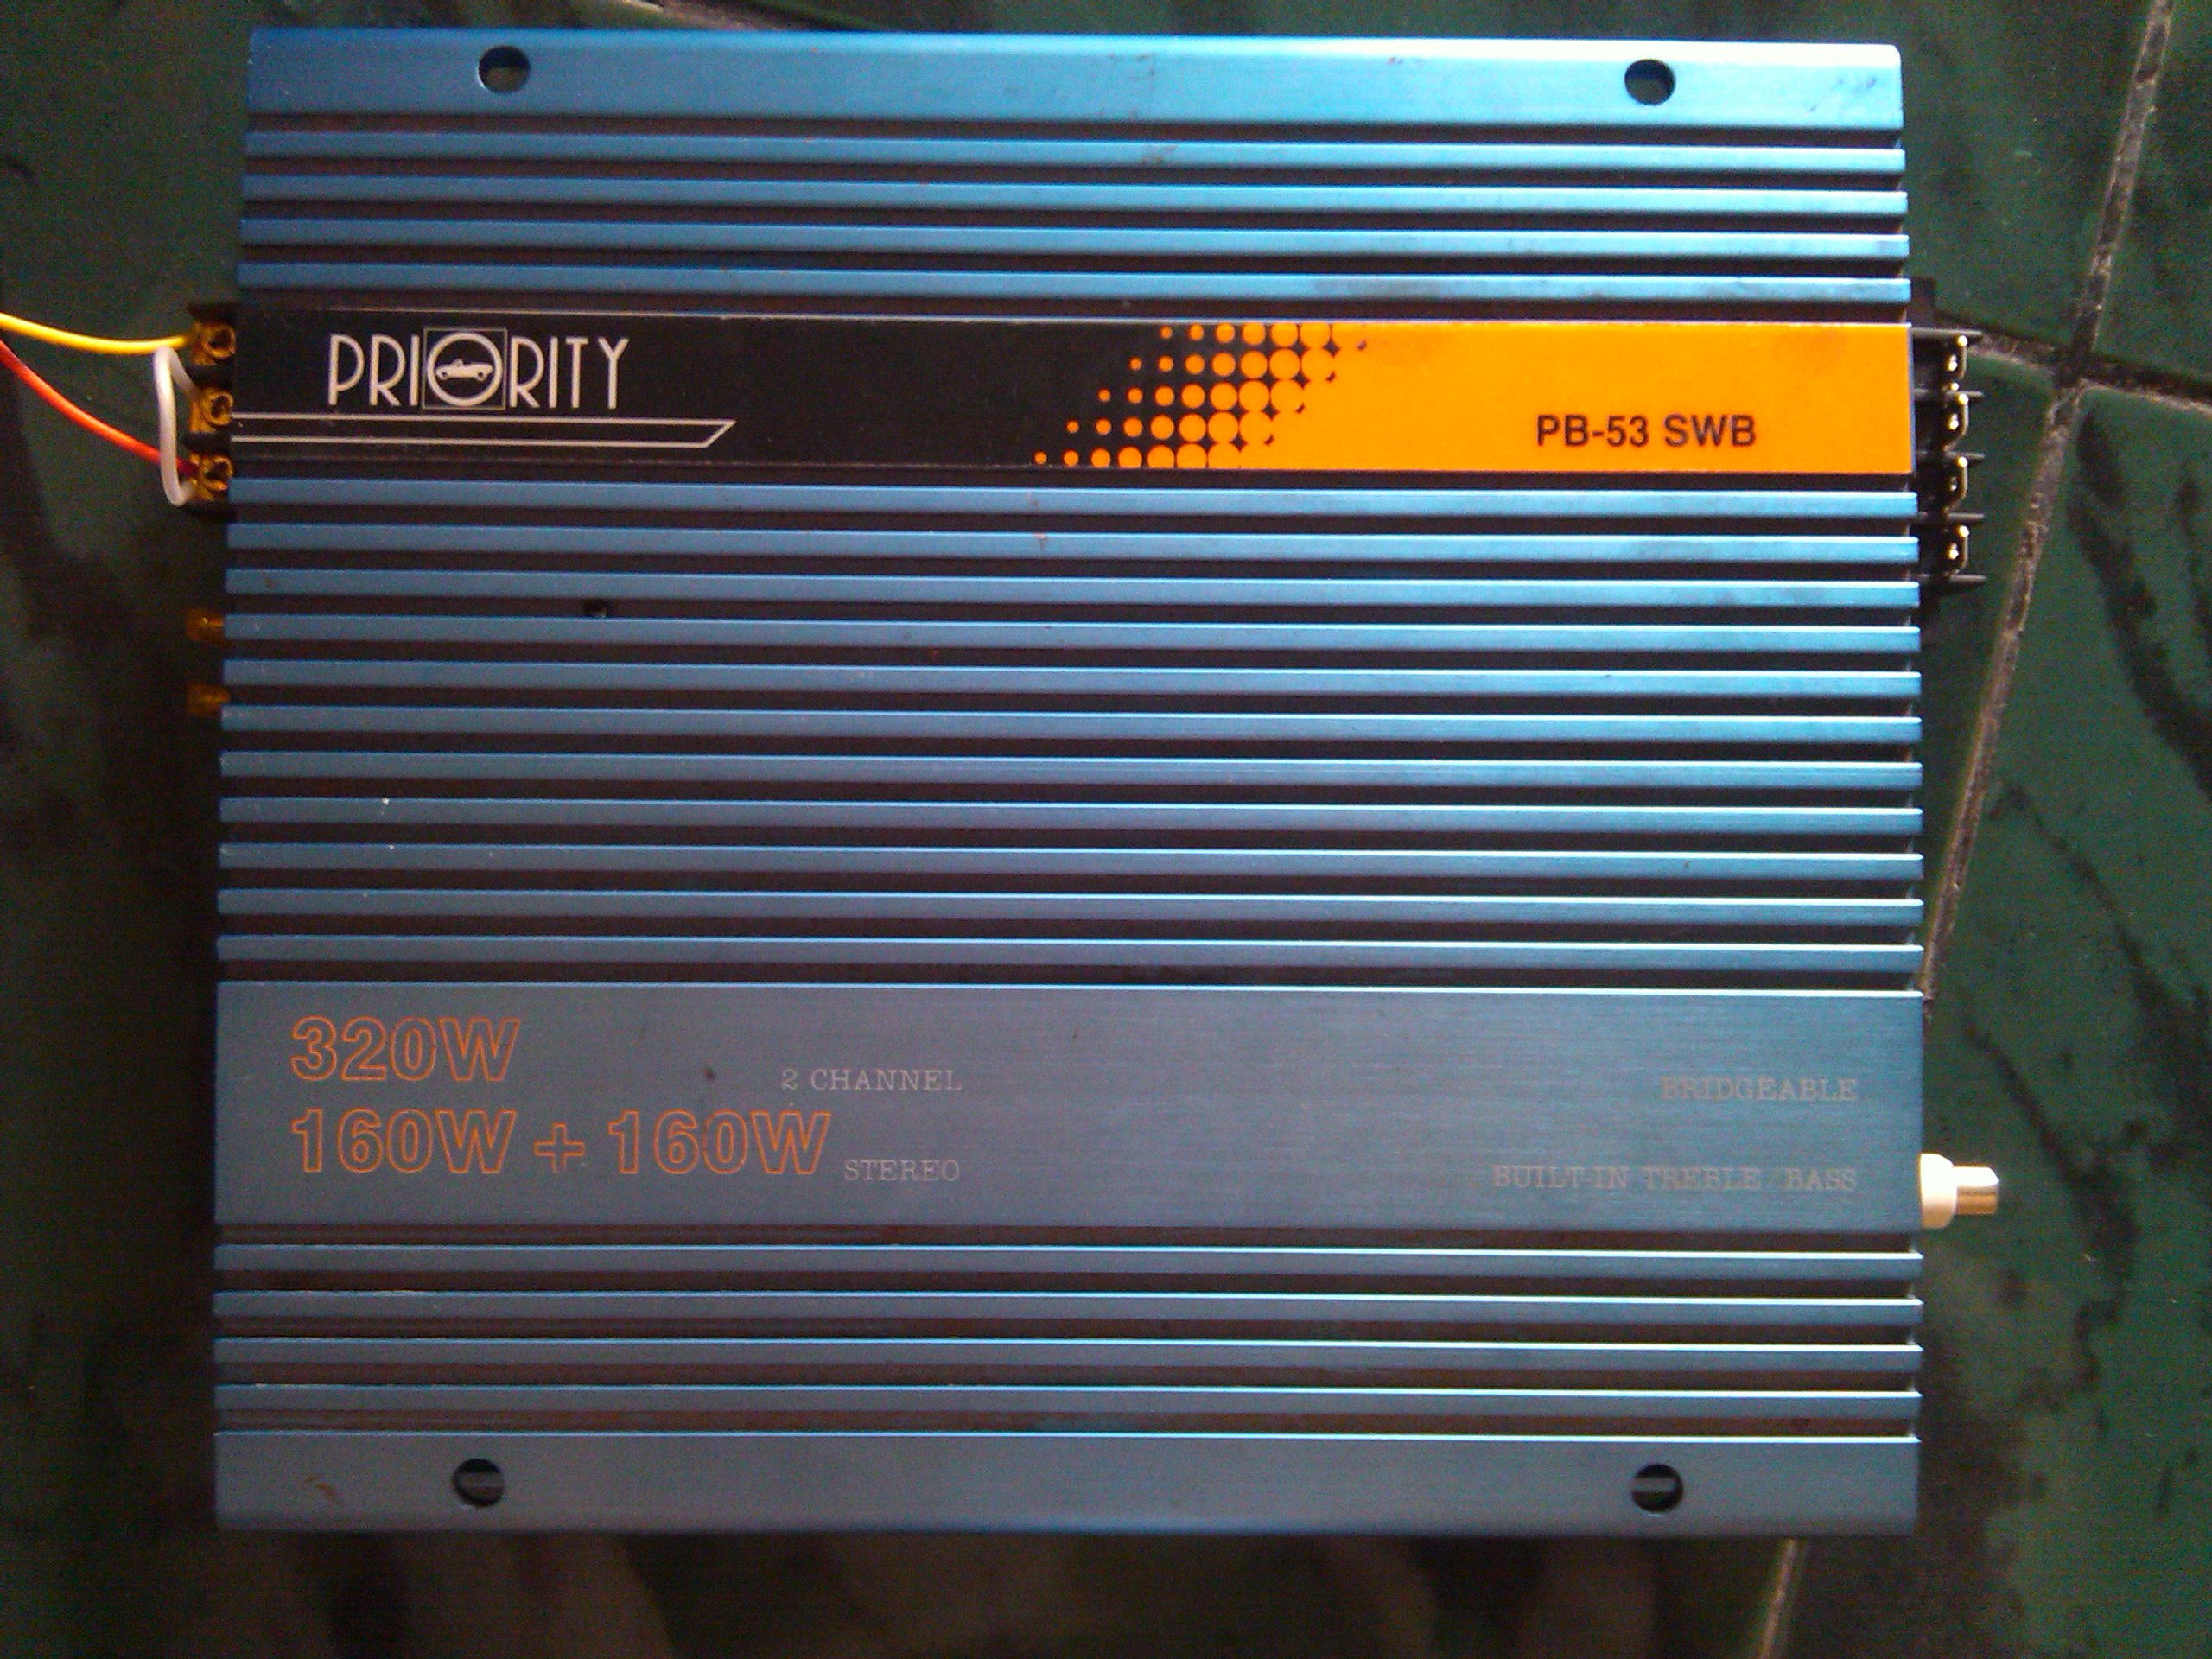 PRIORITY
PB-53 SWB
320W
2 CHANNEL
160W + 160W
STEREO
BRIDGEABLE
BUILT-IN TREBLE / BASS